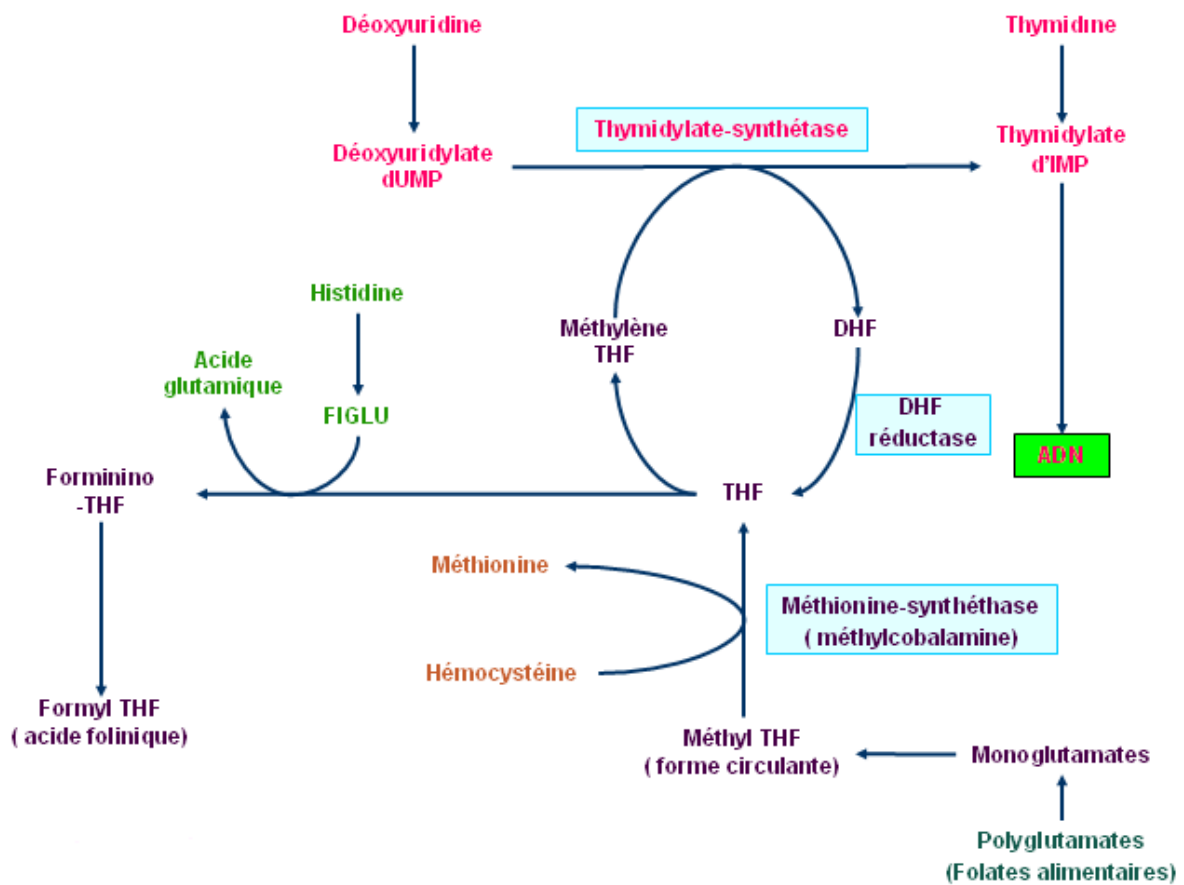 Déoxyuridine
Thymidine
Thymidylate-synthétase
Déoxyuridylate
dUMP
Thymidylate
d'IMP
Histidine
Méthylène
THF
DHF
Acide
glutamique
FIGLU
DHF
réductase
ADN
Forminino
-THF
THF
Méthionine
Méthionine-synthéthase
( méthylcobalamine)
Hémocystéine
Formyl THF
( acide folinique)
Méthyl THF
( forme circulante)
Monoglutamates
Polyglutamates
(Folates alimentaires)